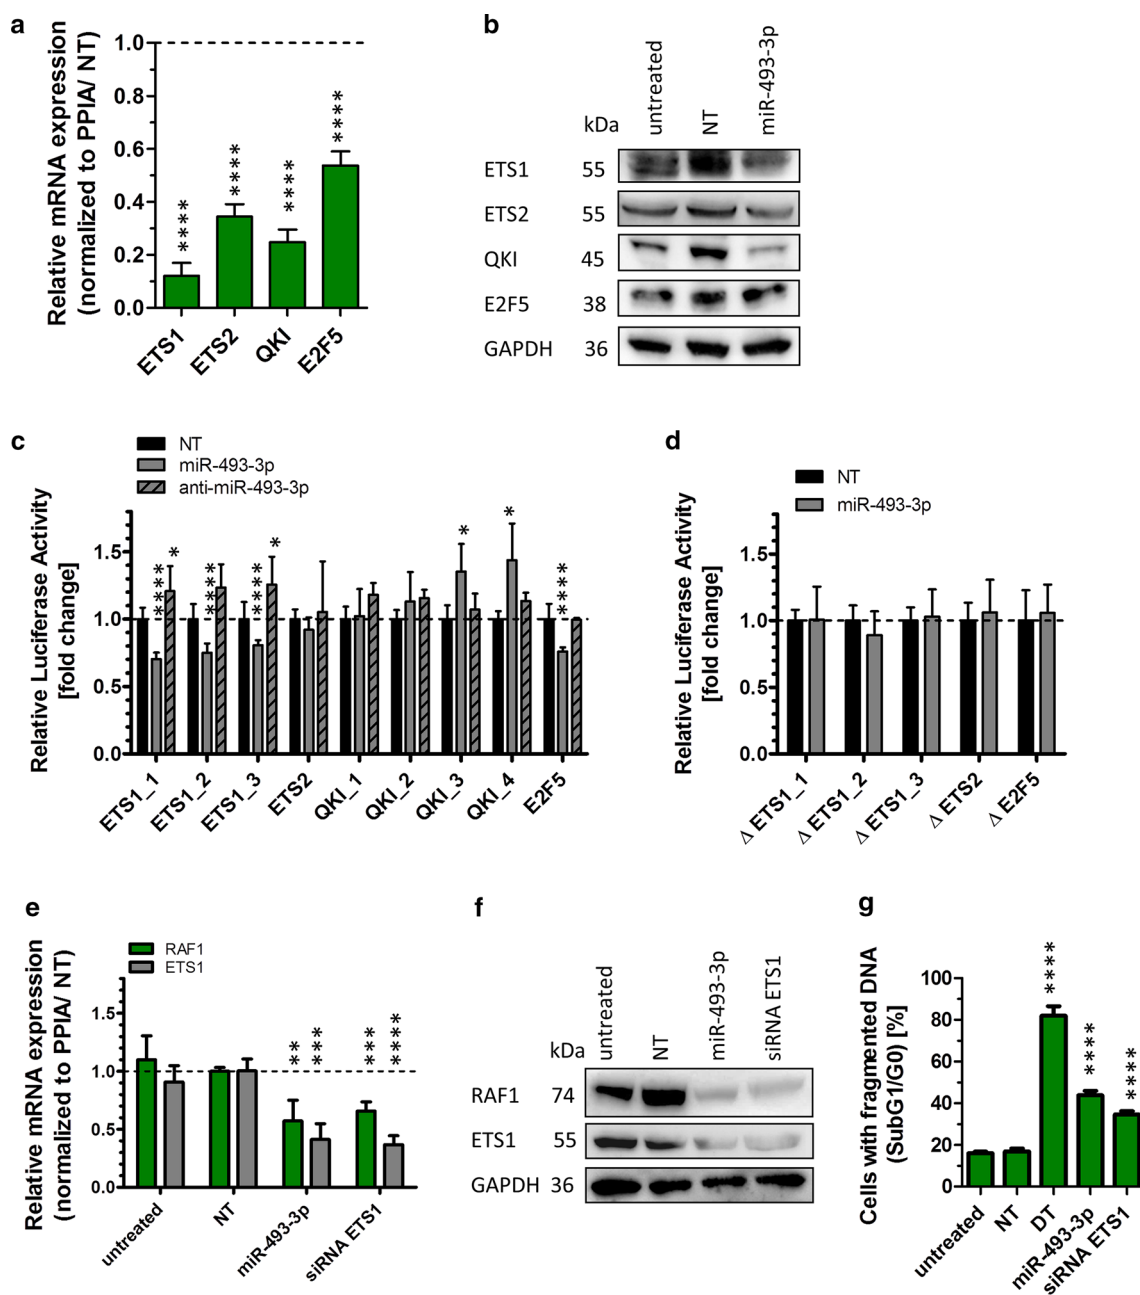 a
Relative mRNA expression
(normalized to PPIA/ NT)
1.0
0.8
0.6
0.4
0.2
0.0
****
****
****
****
ETS1
ETS2
QKI
E2F5
b
kDa
untreated
NT
miR-493-3p
ETS1 55
ETS2 55
QKI 45
E2F5 38
GAPDH 36
c
NT
miR-493-3p
anti-miR-493-3p
Relative Luciferase Activity
[fold change]
1.5
1.0
0.5
0.0
****
*
****
****
*
*
*
****
ETS1_1
ETS1_2
ETS1_3
ETS2
QKI_1
QKI_2
QKI_3
QKI_4
E2F5
d
NT
miR-493-3p
Relative Luciferase Activity
[fold change]
1.5
1.0
0.5
0.0
Δ ETS1_1
Δ ETS1_2
Δ ETS1_3
Δ ETS2
Δ E2F5
e
RAF1
ETS1
Relative mRNA expression
(normalized to PPIA/ NT)
1.5
1.0
0.5
0.0
**
***
***
****
untreated
NT
miR-493-3p
siRNA ETS1
f
kDa
untreated
NT
miR-493-3p
siRNA ETS1
RAF1 74
ETS1 55
GAPDH 36
g
Cells with fragmented DNA
(SubG1/G0) [%]
100
80
60
40
20
0
****
****
****
untreated
NT
DT
miR-493-3p
siRNA ETS1